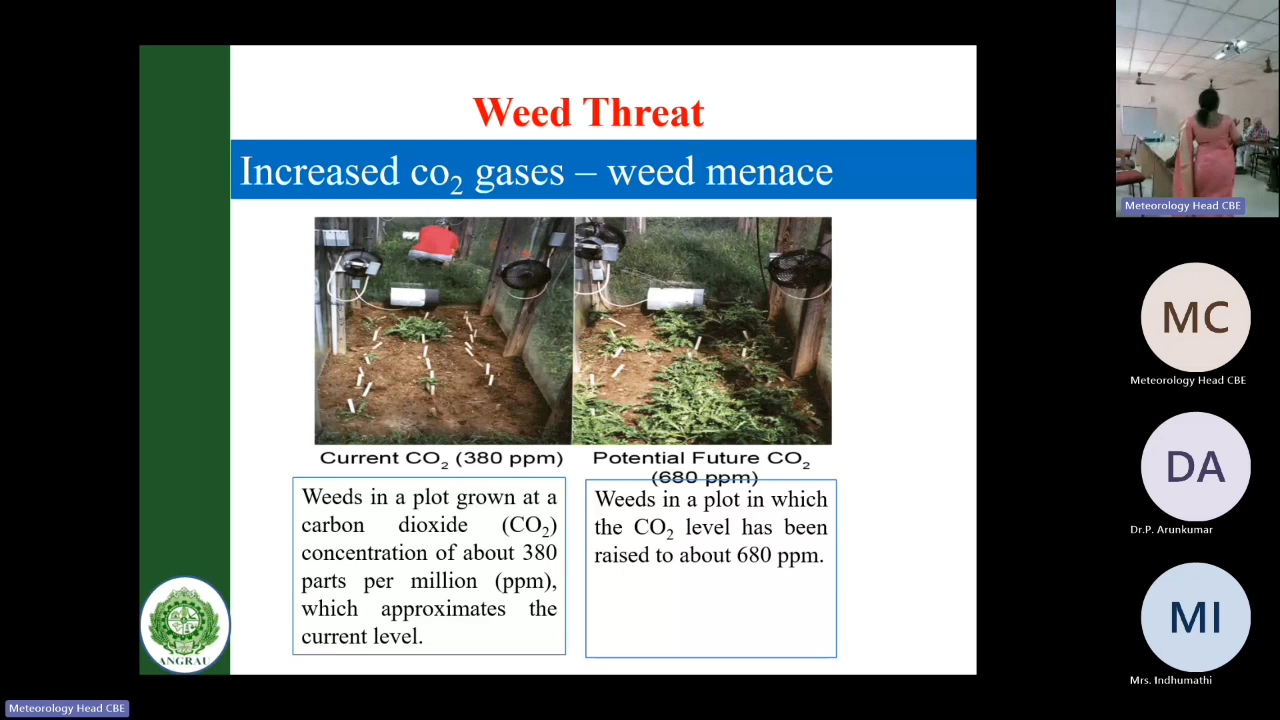 Weed Threat
Increased co₂ gases – weed menace
Current CO₂ (380 ppm)
Potential Future CO₂
(680 ppm)
Weeds in a plot grown at a
carbon dioxide (CO₂)
concentration of about 380
parts per million (ppm),
which approximates the
current level.
Weeds in a plot in which
the CO₂ level has been
raised to about 680 ppm.
ANGRAU
Meteorology Head CBE
Meteorology Head CBE
MC
Meteorology Head CBE
DA
Dr.P. Arunkumar
MI
Mrs. Indhumathi